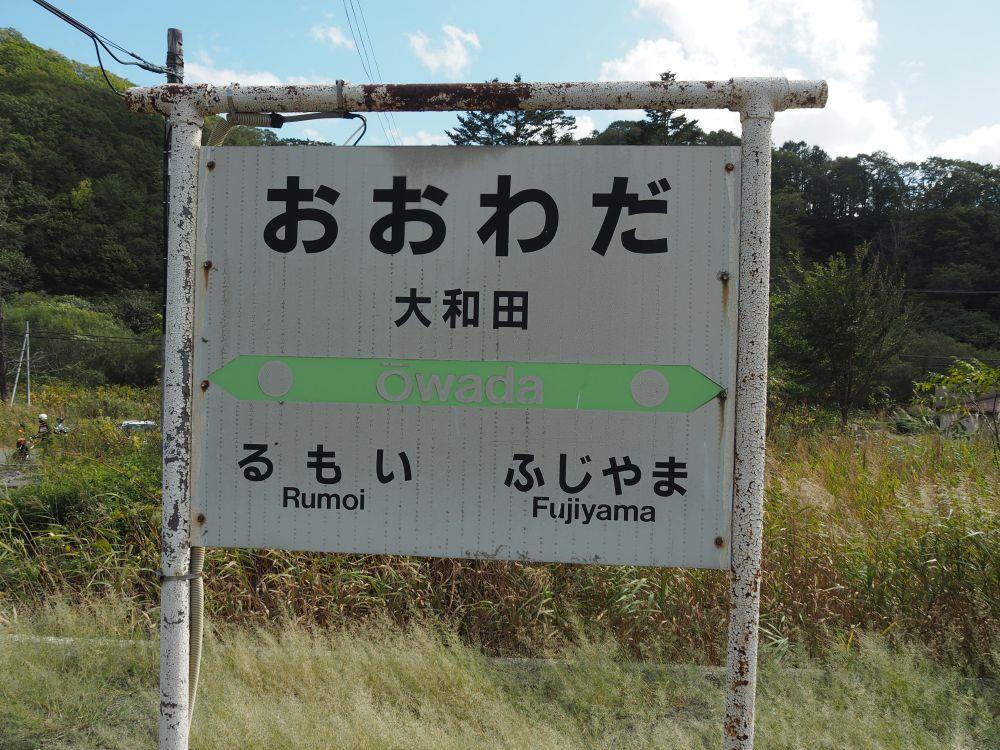 おおわだ
大和田
Ōwada
るもい ふじやま
Rumoi Fujiyama